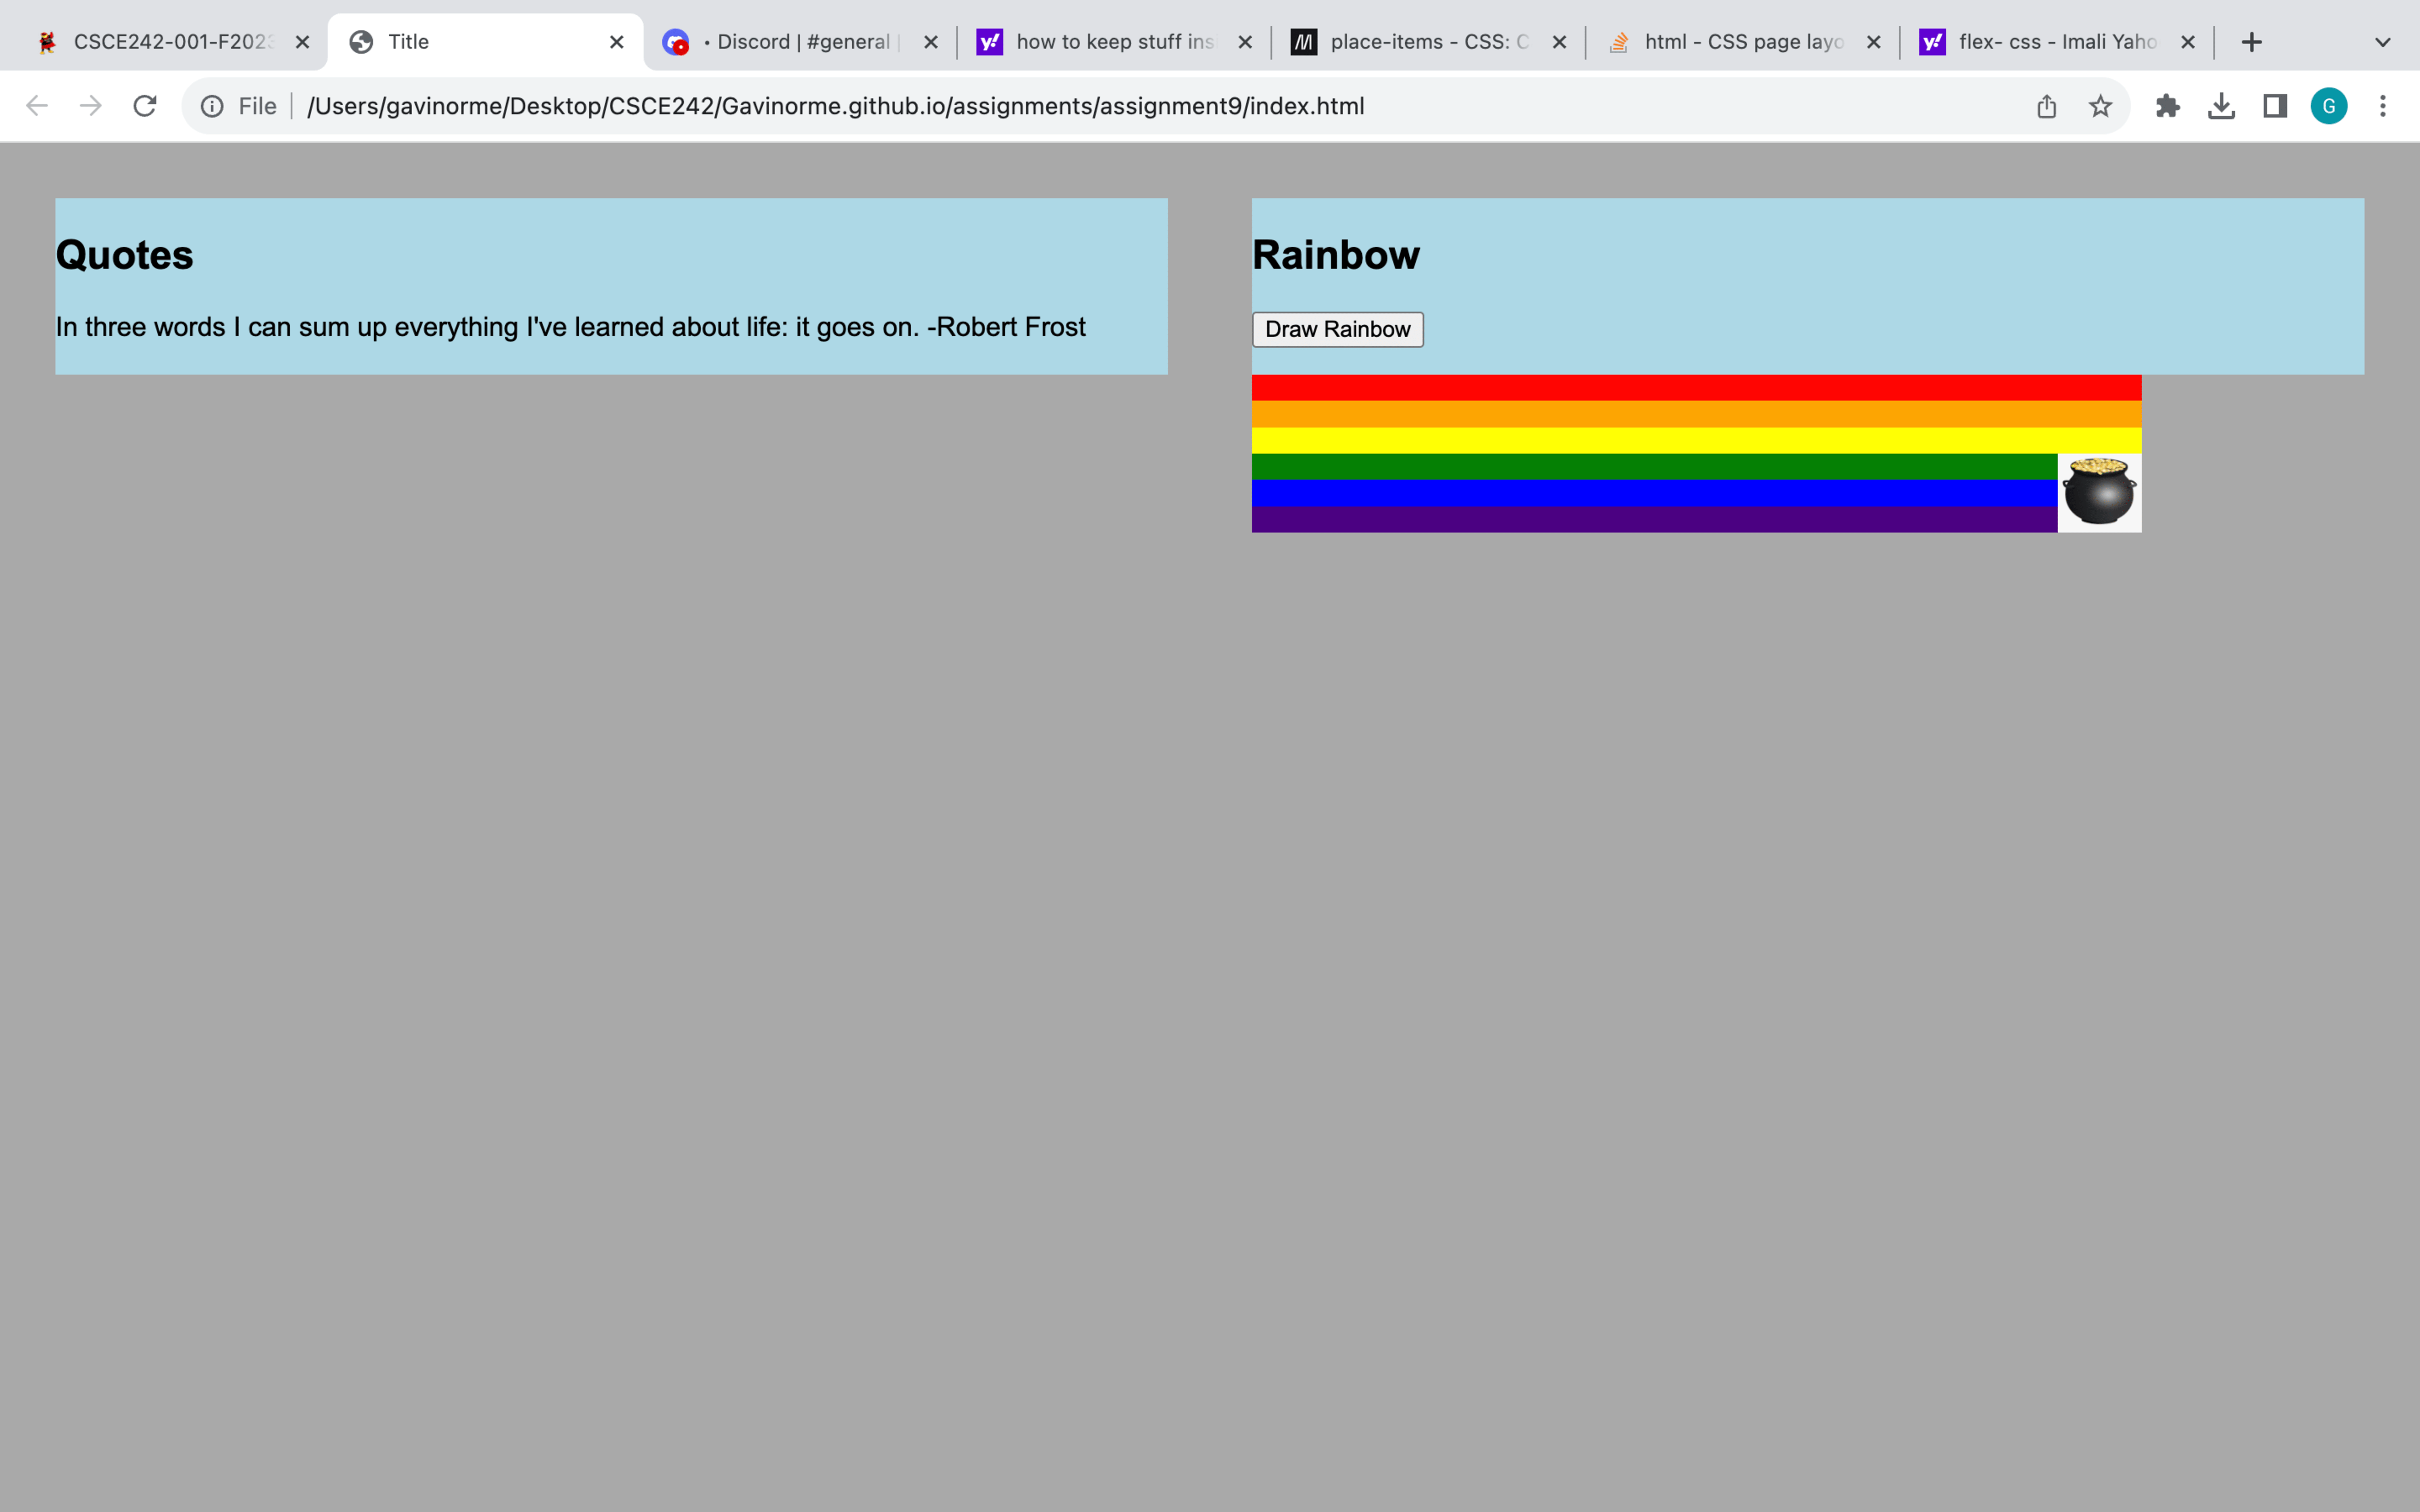 CSCE242-001-F2023
Title
• Discord | #general |
how to keep stuff ins
place-items - CSS: C
html - CSS page layo
flex- css - Imali Yaho
File
/Users/gavinorme/Desktop/CSCE242/Gavinorme.github.io/assignments/assignment9/index.html
G
Quotes
In three words I can sum up everything I've learned about life: it goes on. -Robert Frost
Rainbow
Draw Rainbow